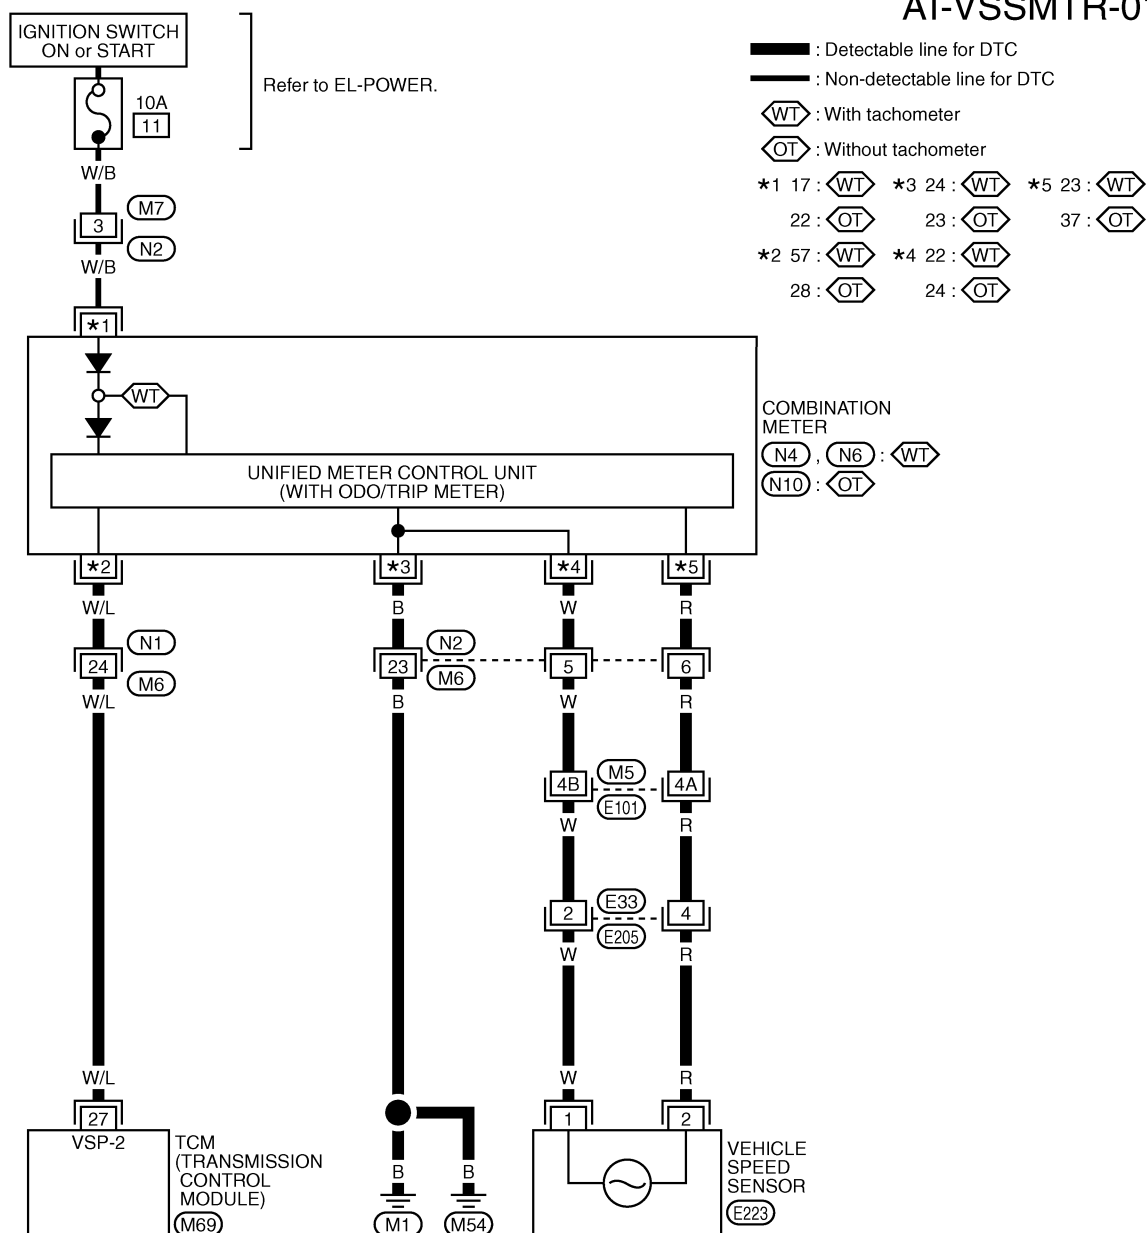 AT-VSSMTR-01
IGNITION SWITCH
ON or START
Refer to EL-POWER.
10A
11
: Detectable line for DTC
: Non-detectable line for DTC
WT : With tachometer
OT : Without tachometer
*1 17 : WT *3 24 : WT *5 23 : WT
22 : OT 23 : OT 37 : OT
*2 57 : WT *4 22 : WT
28 : OT 24 : OT
W/B
M7
3
N2
W/B
*1
WT
UNIFIED METER CONTROL UNIT
(WITH ODO/TRIP METER)
COMBINATION
METER
N4 , N6 : WT
N10 : OT
*2 *3 *4 *5
W/L B W R
N1 N2
24 23 5 6
M6 M6
W/L B W R
M5
4B 4A
E101
W R
E33
2 4
E205
W R
W/L W R
27 1 2
VSP-2
TCM
(TRANSMISSION
CONTROL
MODULE)
M69
B B
M1 M54
VEHICLE
SPEED
SENSOR
E223